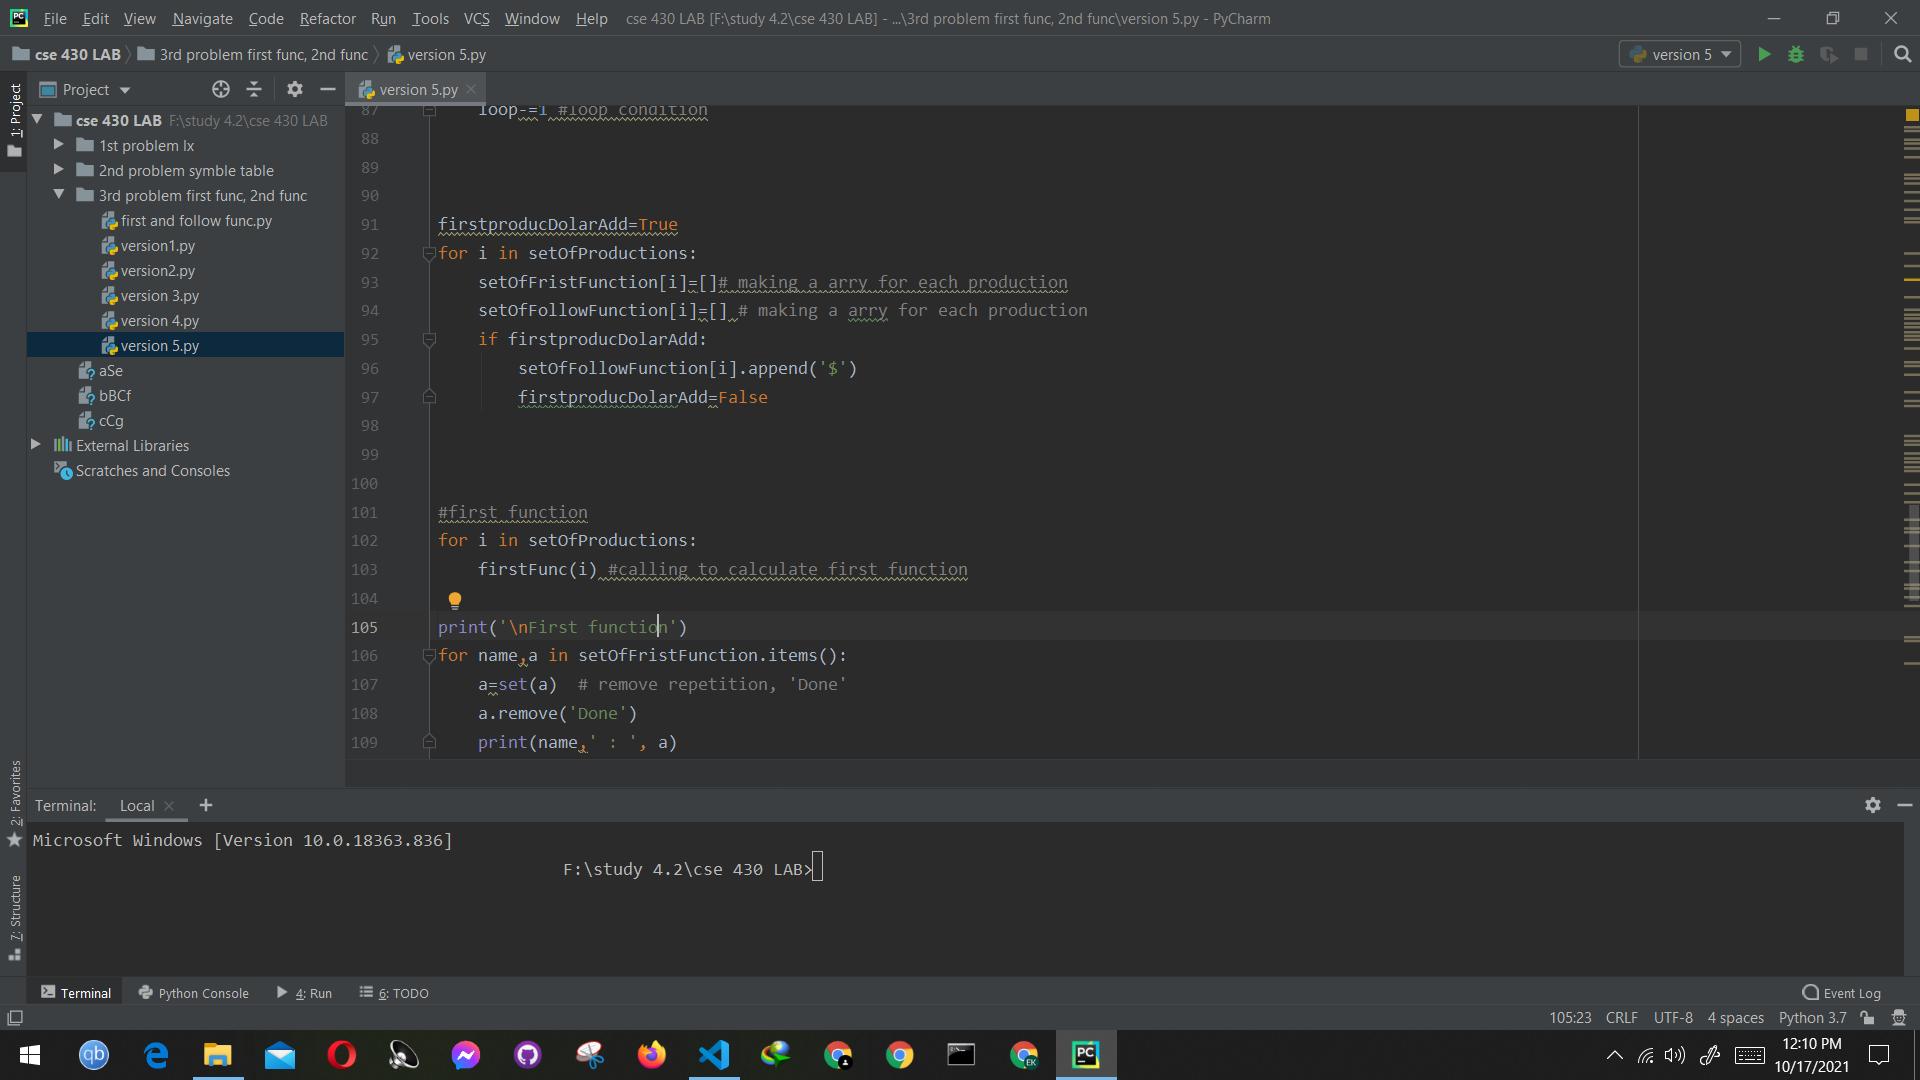 File Edit View Navigate Code Refactor Run Tools VCS Window Help cse 430 LAB [F:\study 4.2\cse 430 LAB] - ...\3rd problem first func, 2nd func\version 5.py - PyCharm
cse 430 LAB 3rd problem first func, 2nd func version 5.py version 5
1: Project
Project
cse 430 LAB F:\study 4.2\cse 430 LAB
1st problem lx
2nd problem symble table
3rd problem first func, 2nd func
first and follow func.py
version1.py
version2.py
version 3.py
version 4.py
version 5.py
aSe
bBCf
cCg
External Libraries
Scratches and Consoles
version 5.py
87 loop-=1 #loop condition
88
89
90
91 firstproducDolarAdd=True
92 for i in setOfProductions:
93 setOfFristFunction[i]=[]# making a arry for each production
94 setOfFollowFunction[i]=[] # making a arry for each production
95 if firstproducDolarAdd:
96 setOfFollowFunction[i].append('$')
97 firstproducDolarAdd=False
98
99
100
101 #first function
102 for i in setOfProductions:
103 firstFunc(i) #calling to calculate first function
104
105 print('\nFirst function')
106 for name,a in setOfFristFunction.items():
107 a=set(a) # remove repetition, 'Done'
108 a.remove('Done')
109 print(name,' : ', a)
2: Favorites
7: Structure
Terminal: Local +
Microsoft Windows [Version 10.0.18363.836]
F:\study 4.2\cse 430 LAB>
Terminal Python Console 4: Run 6: TODO Event Log
105:23 CRLF UTF-8 4 spaces Python 3.7
qb
EK
PC
12:10 PM
10/17/2021